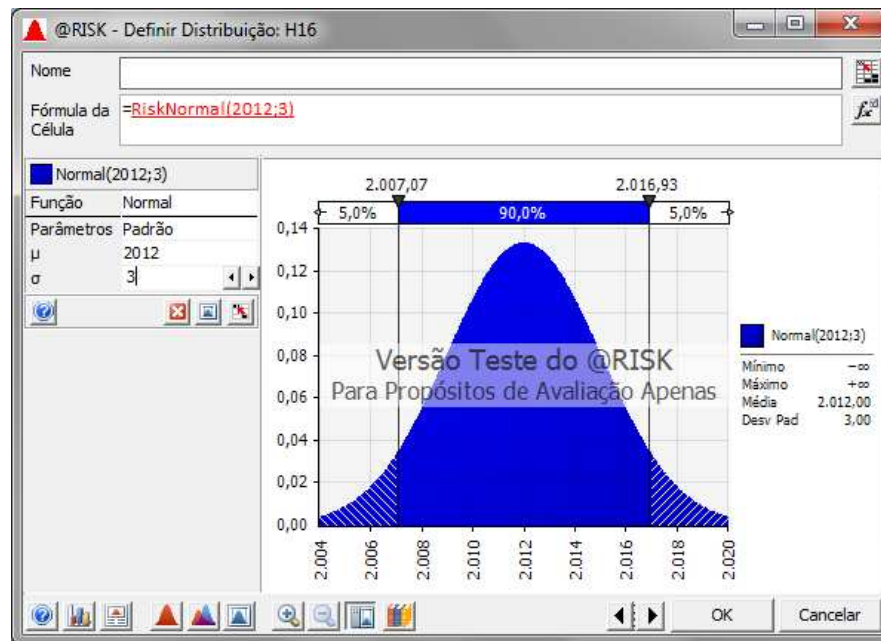 @RISK - Definir Distribuição: H16
Nome
Fórmula da
Célula
=RiskNormal(2012;3)
Normal(2012;3)
Função Normal
Parâmetros Padrão
μ 2012
σ 3
2.007,07 2.016,93
5,0% 90,0% 5,0%
0,14
0,12
0,10
0,08
0,06
0,04
0,02
0,00
2.004 2.006 2.008 2.010 2.012 2.014 2.016 2.018 2.020
Versão Teste do @RISK
Para Propósitos de Avaliação Apenas
Normal(2012;3)
Mínimo -∞
Máximo +∞
Média 2.012,00
Desv Pad 3,00
OK Cancelar